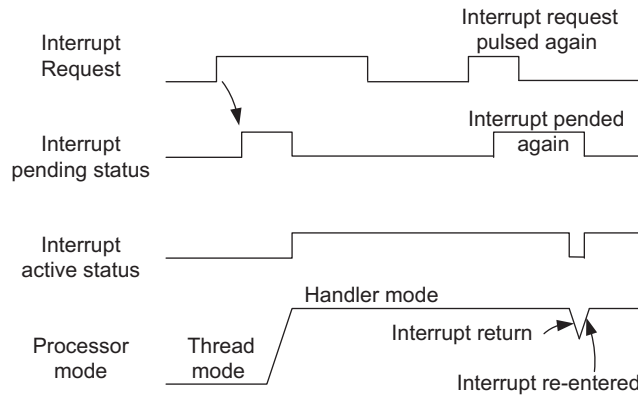 Interrupt request
pulsed again
Interrupt
Request
Interrupt pended
again
Interrupt
pending status
Interrupt
active status
Handler mode
Interrupt return
Processor
mode
Thread
mode
Interrupt re-entered